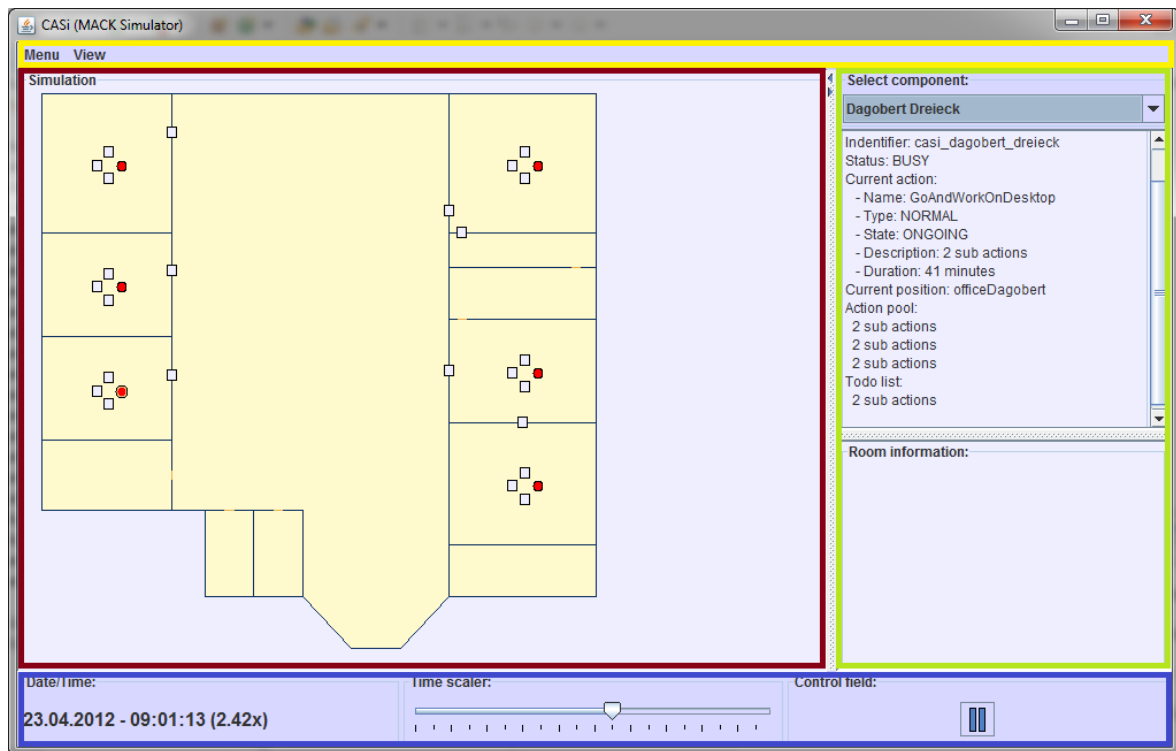 CASi (MACK Simulator)
Menu View
Simulation
Select component:
Dagobert Dreieck
Indentifier: casi_dagobert_dreieck
Status: BUSY
Current action:
- Name: GoAndWorkOnDesktop
- Type: NORMAL
- State: ONGOING
- Description: 2 sub actions
- Duration: 41 minutes
Current position: officeDagobert
Action pool:
2 sub actions
2 sub actions
2 sub actions
Todo list:
2 sub actions
Room information:
Date/Time:
23.04.2012 - 09:01:13 (2.42x)
Time scaler:
Control field: